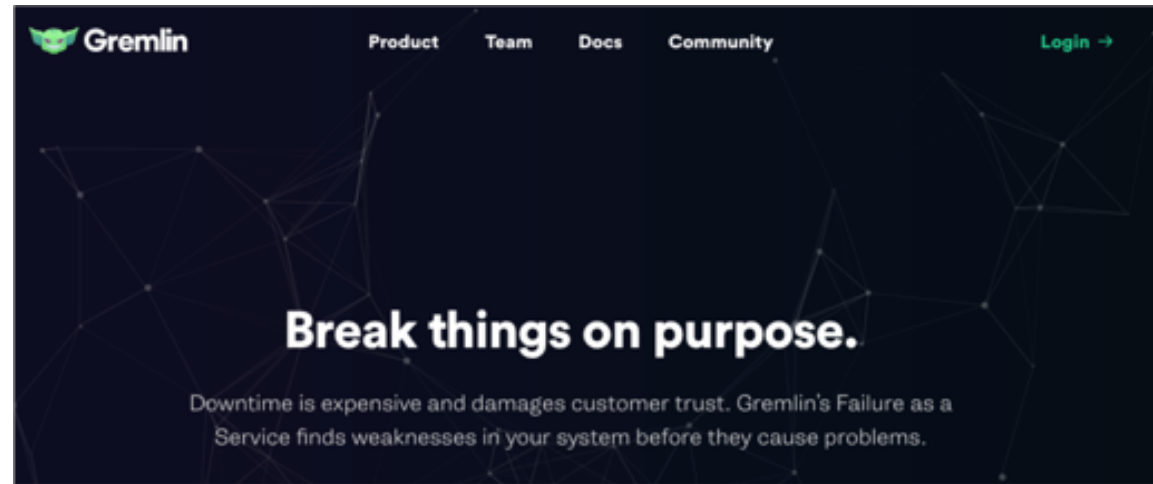 Gremlin
Product
Team
Docs
Community
Login →
Break things on purpose.
Downtime is expensive and damages customer trust. Gremlin's Failure as a
Service finds weaknesses in your system before they cause problems.